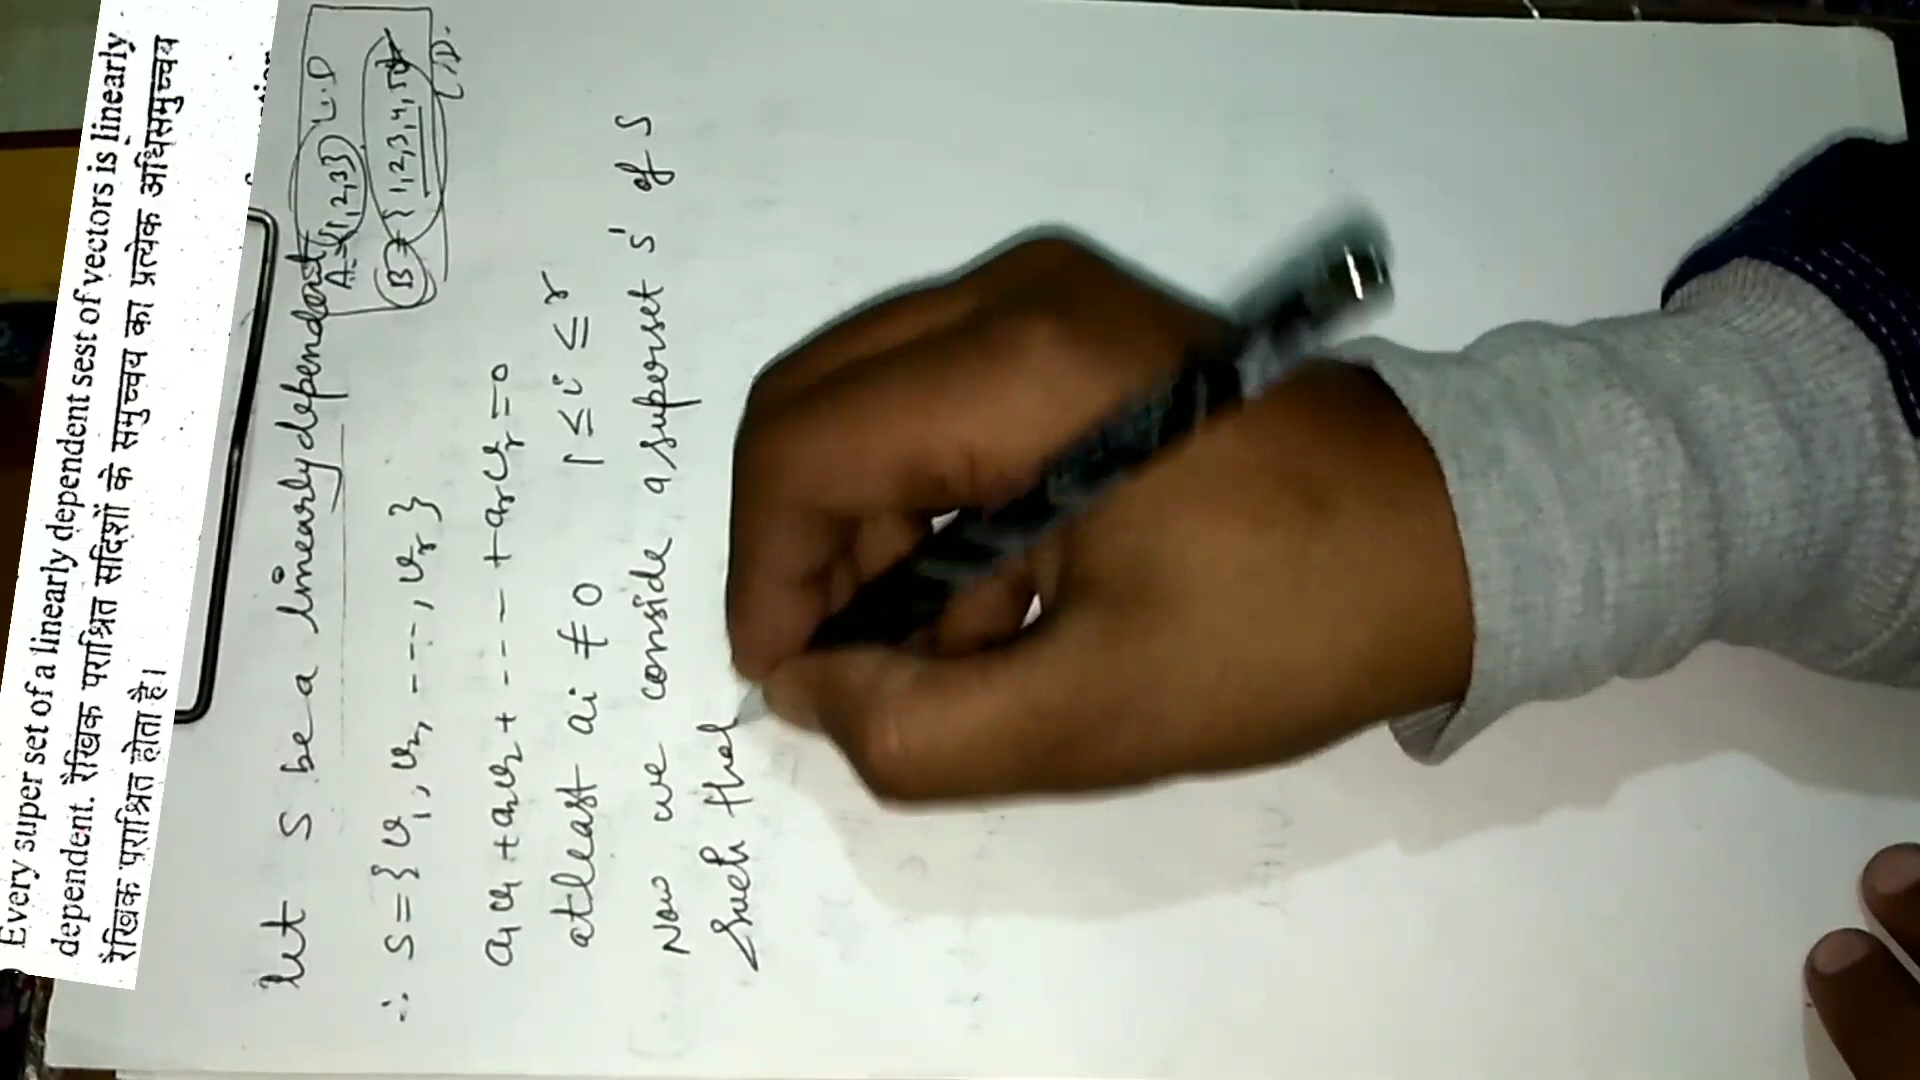 Every super set of a linearly dependent sest of vectors is linearly
dependent. रैखिक पराश्रित सदिशों के समुच्चय का प्रत्येक अधिसमुच्चय
रैखिक पराश्रित होता है।
A = {1,2,3} L.D
B = {1,2,3,4,5}
L.D.
Let S be a linearly dependent
∴ S = {v₁, v₂, ---, vᵣ}
a₁v₁ + a₂v₂ + --- + aᵣvᵣ = 0
atleast ai ≠ 0 1 ≤ i ≤ r
Now we conside a superset s' of S
Such that